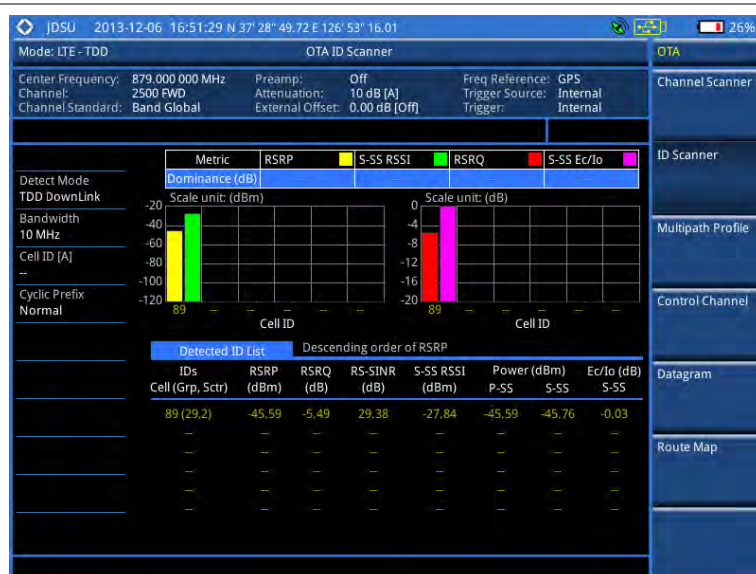 JDSU 2013-12-06 16:51:29 N 37' 28" 49.72 E 126' 53" 16.01 26%
Mode: LTE - TDD OTA ID Scanner OTA
Center Frequency: 879.000 000 MHz Preamp: Off Freq Reference: GPS
Channel: 2500 FWD Attenuation: 10 dB [A] Trigger Source: Internal
Channel Standard: Band Global External Offset: 0.00 dB [Off] Trigger: Internal
Channel Scanner
ID Scanner
Multipath Profile
Control Channel
Datagram
Route Map
Detect Mode
TDD DownLink
Bandwidth
10 MHz
Cell ID [A]
--
Cyclic Prefix
Normal
Metric RSRP S-SS RSSI RSRQ S-SS Ec/Io
Dominance (dB)
Scale unit: (dBm)
-20
-40
-60
-80
-100
-120
89 -- -- -- -- --
Cell ID
Scale unit: (dB)
0
-4
-8
-12
-16
-20
89 -- -- -- -- --
Cell ID
Detected ID List Descending order of RSRP
IDs RSRP RSRQ RS-SINR S-SS RSSI Power (dBm) Ec/Io (dB)
Cell (Grp, Sctr) (dBm) (dB) (dB) (dBm) P-SS S-SS S-SS
89 (29,2) -45.59 -5.49 29.38 -27.84 -45.59 -45.76 -0.03
-- -- -- -- -- -- -- --
-- -- -- -- -- -- -- --
-- -- -- -- -- -- -- --
-- -- -- -- -- -- -- --
-- -- -- -- -- -- -- --